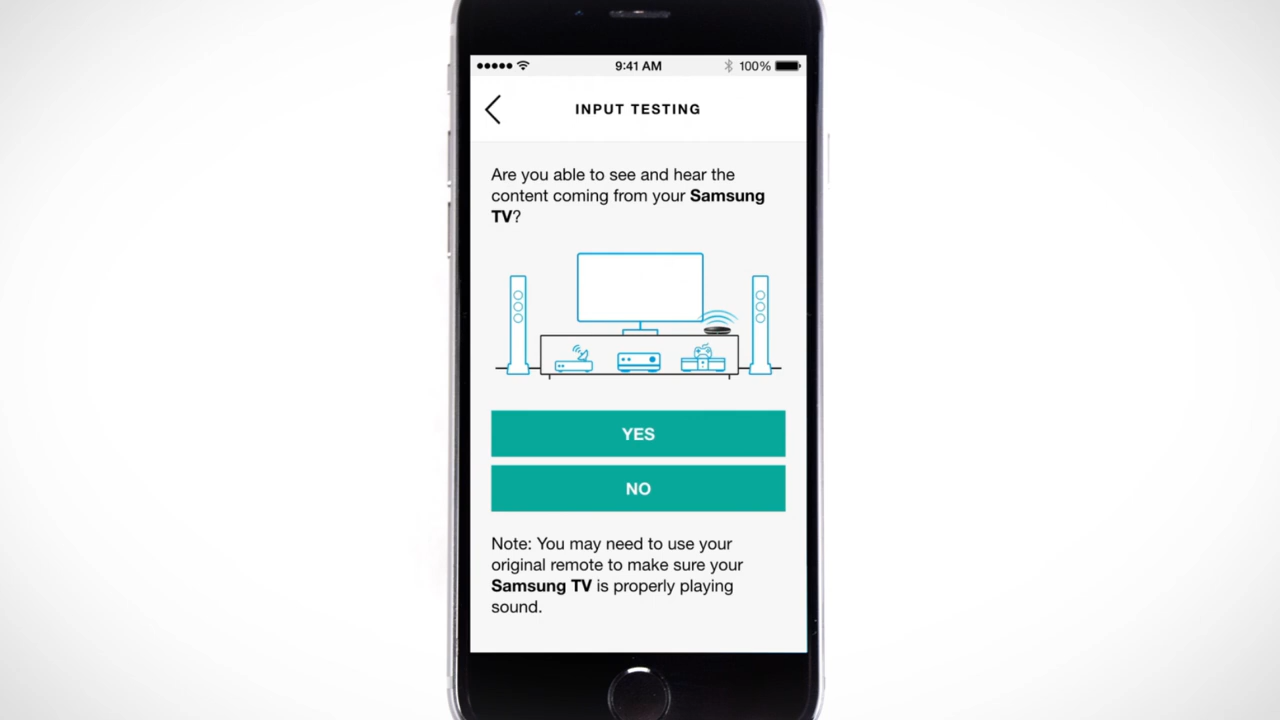 9:41 AM
100%
INPUT TESTING
Are you able to see and hear the
content coming from your Samsung
TV?
YES
NO
Note: You may need to use your
original remote to make sure your
Samsung TV is properly playing
sound.